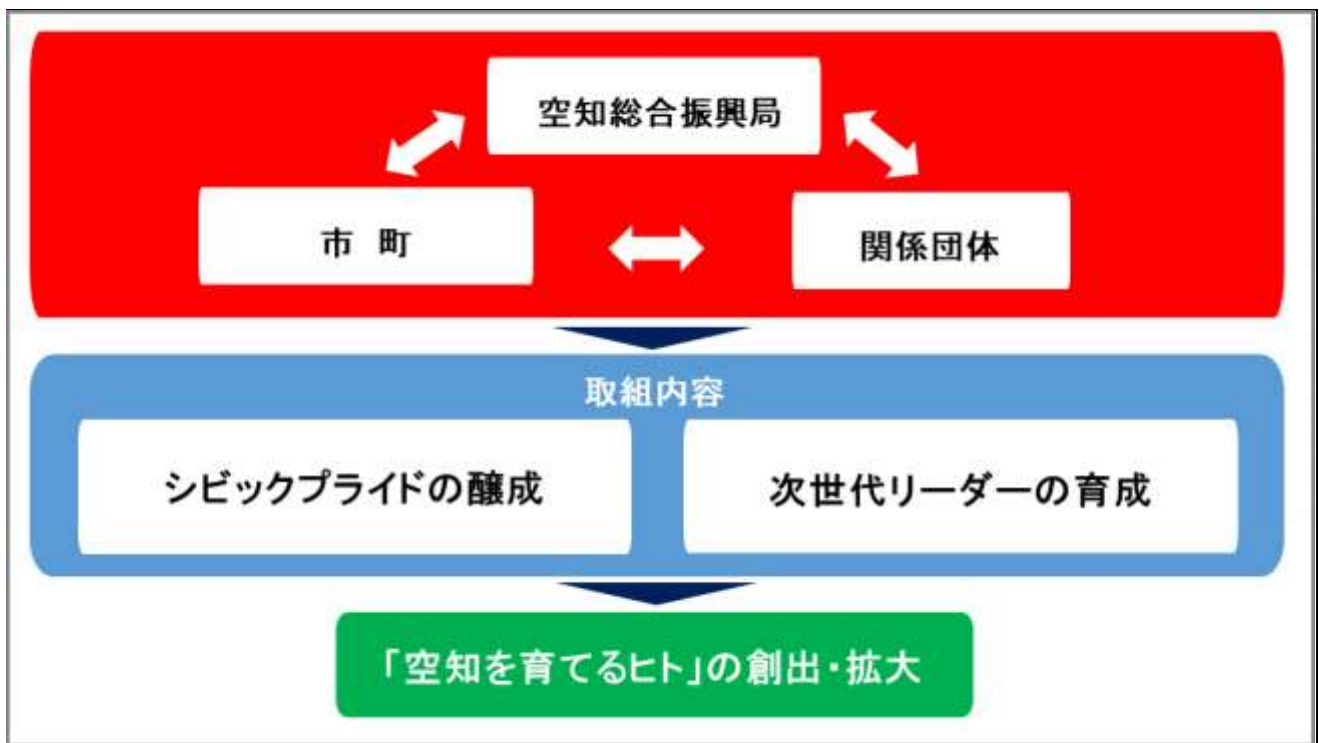 空知総合振興局
市 町
関係団体
取組内容
シビックプライドの醸成
次世代リーダーの育成
「空知を育てるヒト」の創出・拡大